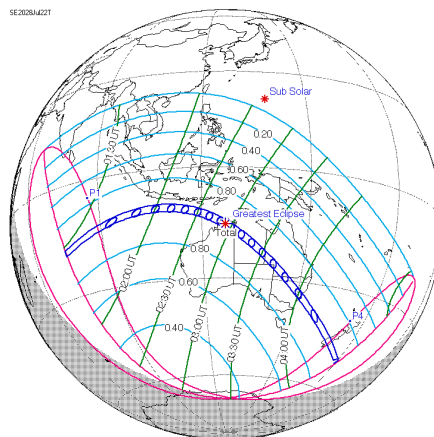 SE2028Jul22T
Sub Solar
01:30 UT
0.20
0.40
0.60
0.80
P1
Greatest Eclipse
Total
0.80
02:00 UT
0.60
02:30 UT
03:00 UT
0.40
03:30 UT
04:00 UT
P4